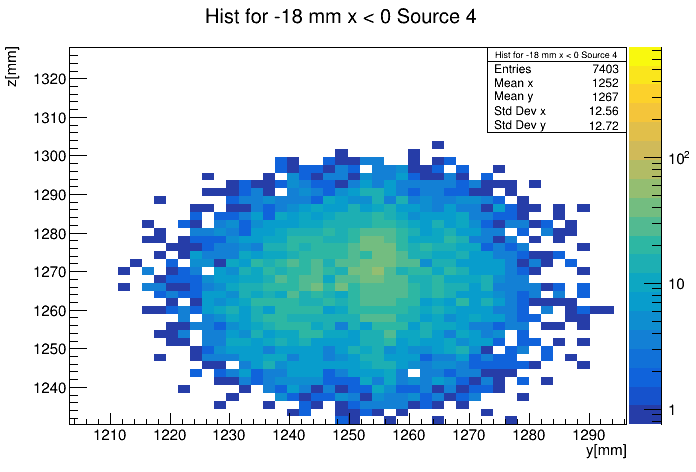 Hist for -18 mm x < 0 Source 4
z[mm]
Hist for -18 mm x < 0 Source 4
Entries 7403
Mean x 1252
Mean y 1267
Std Dev x 12.56
Std Dev y 12.72
1320
1310
1300
1290
1280
1270
1260
1250
1240
10²
10
1
1210 1220 1230 1240 1250 1260 1270 1280 1290
y[mm]